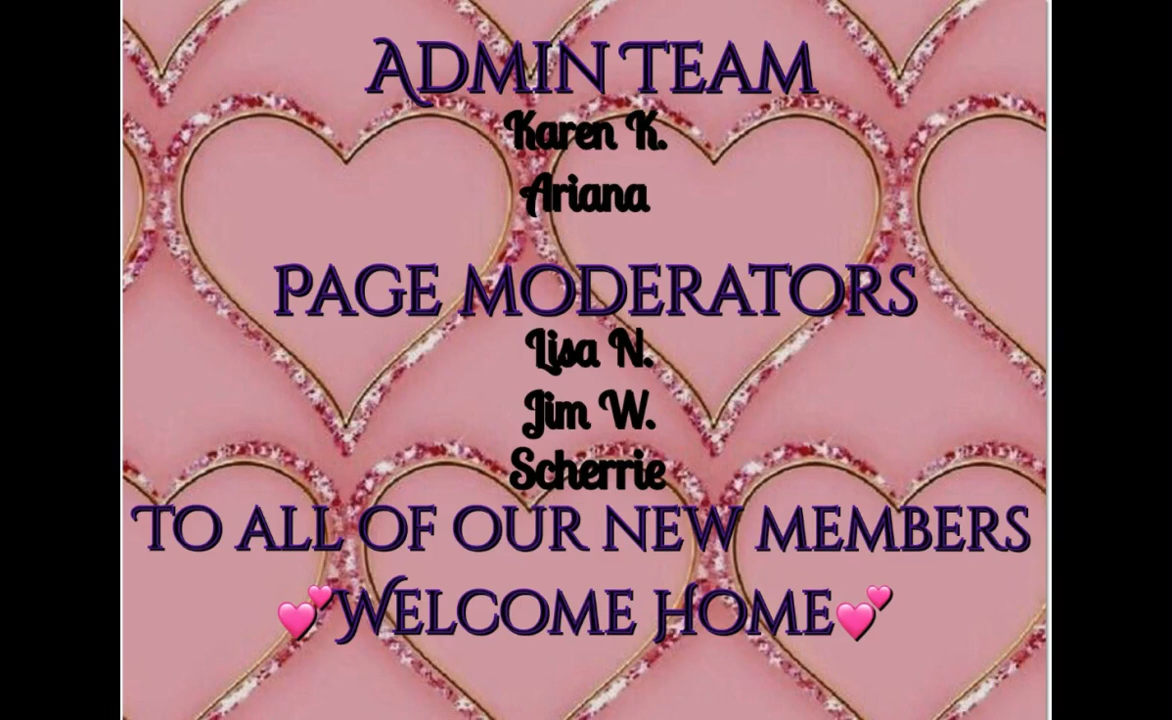 Admin Team
Karen K.
Ariana
Page Moderators
Lisa N.
Jim W.
Scherrie
To all of our new members
💕Welcome Home💕